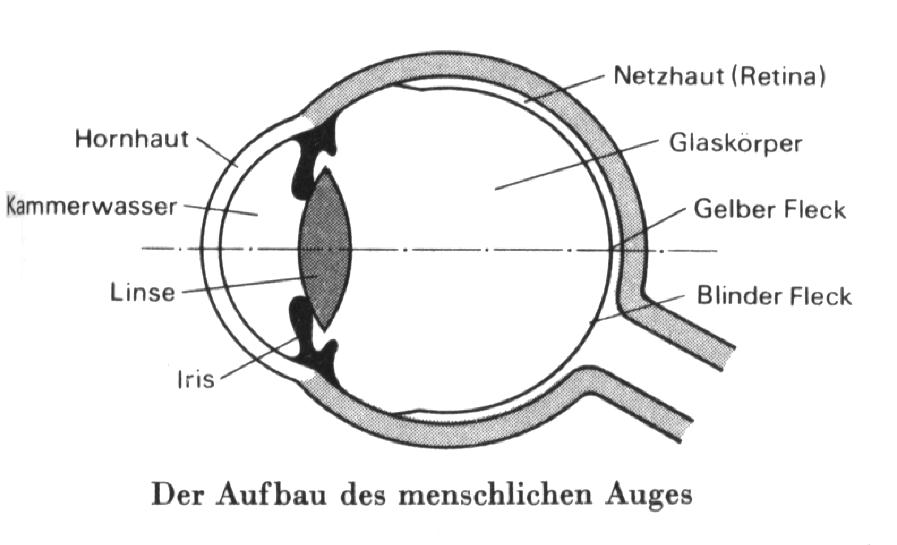 Netzhaut (Retina)
Hornhaut
Glaskörper
Kammerwasser
Gelber Fleck
Linse
Blinder Fleck
Iris
Der Aufbau des menschlichen Auges